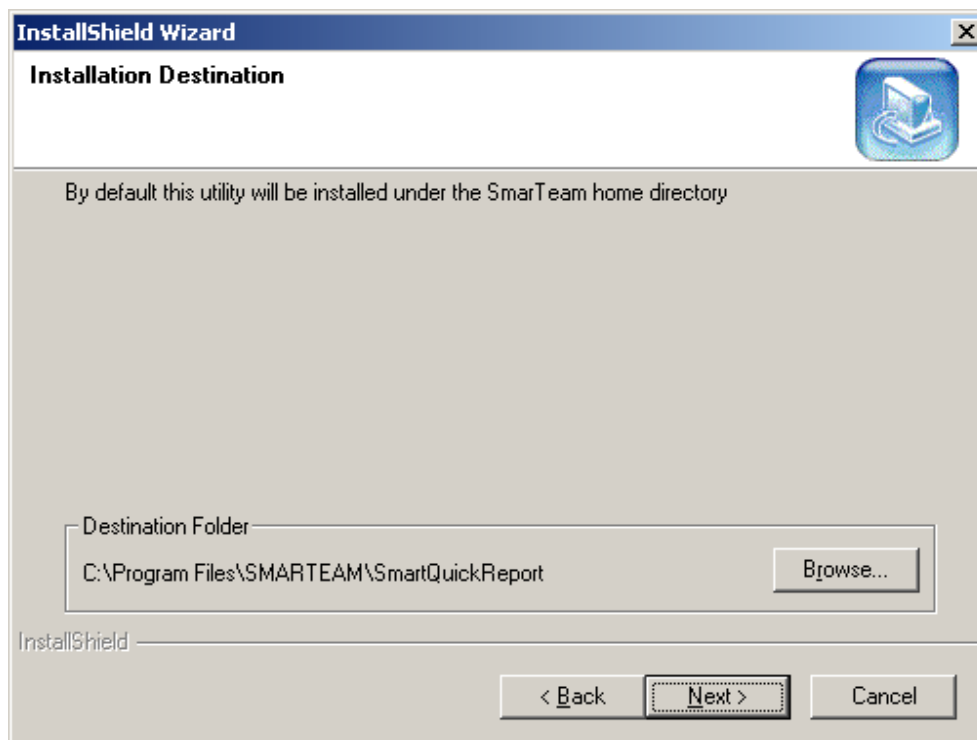 InstallShield Wizard
Installation Destination
By default this utility will be installed under the SmarTeam home directory
Destination Folder
C:\Program Files\SMARTEAM\SmartQuickReport
Browse...
InstallShield
< Back
Next >
Cancel